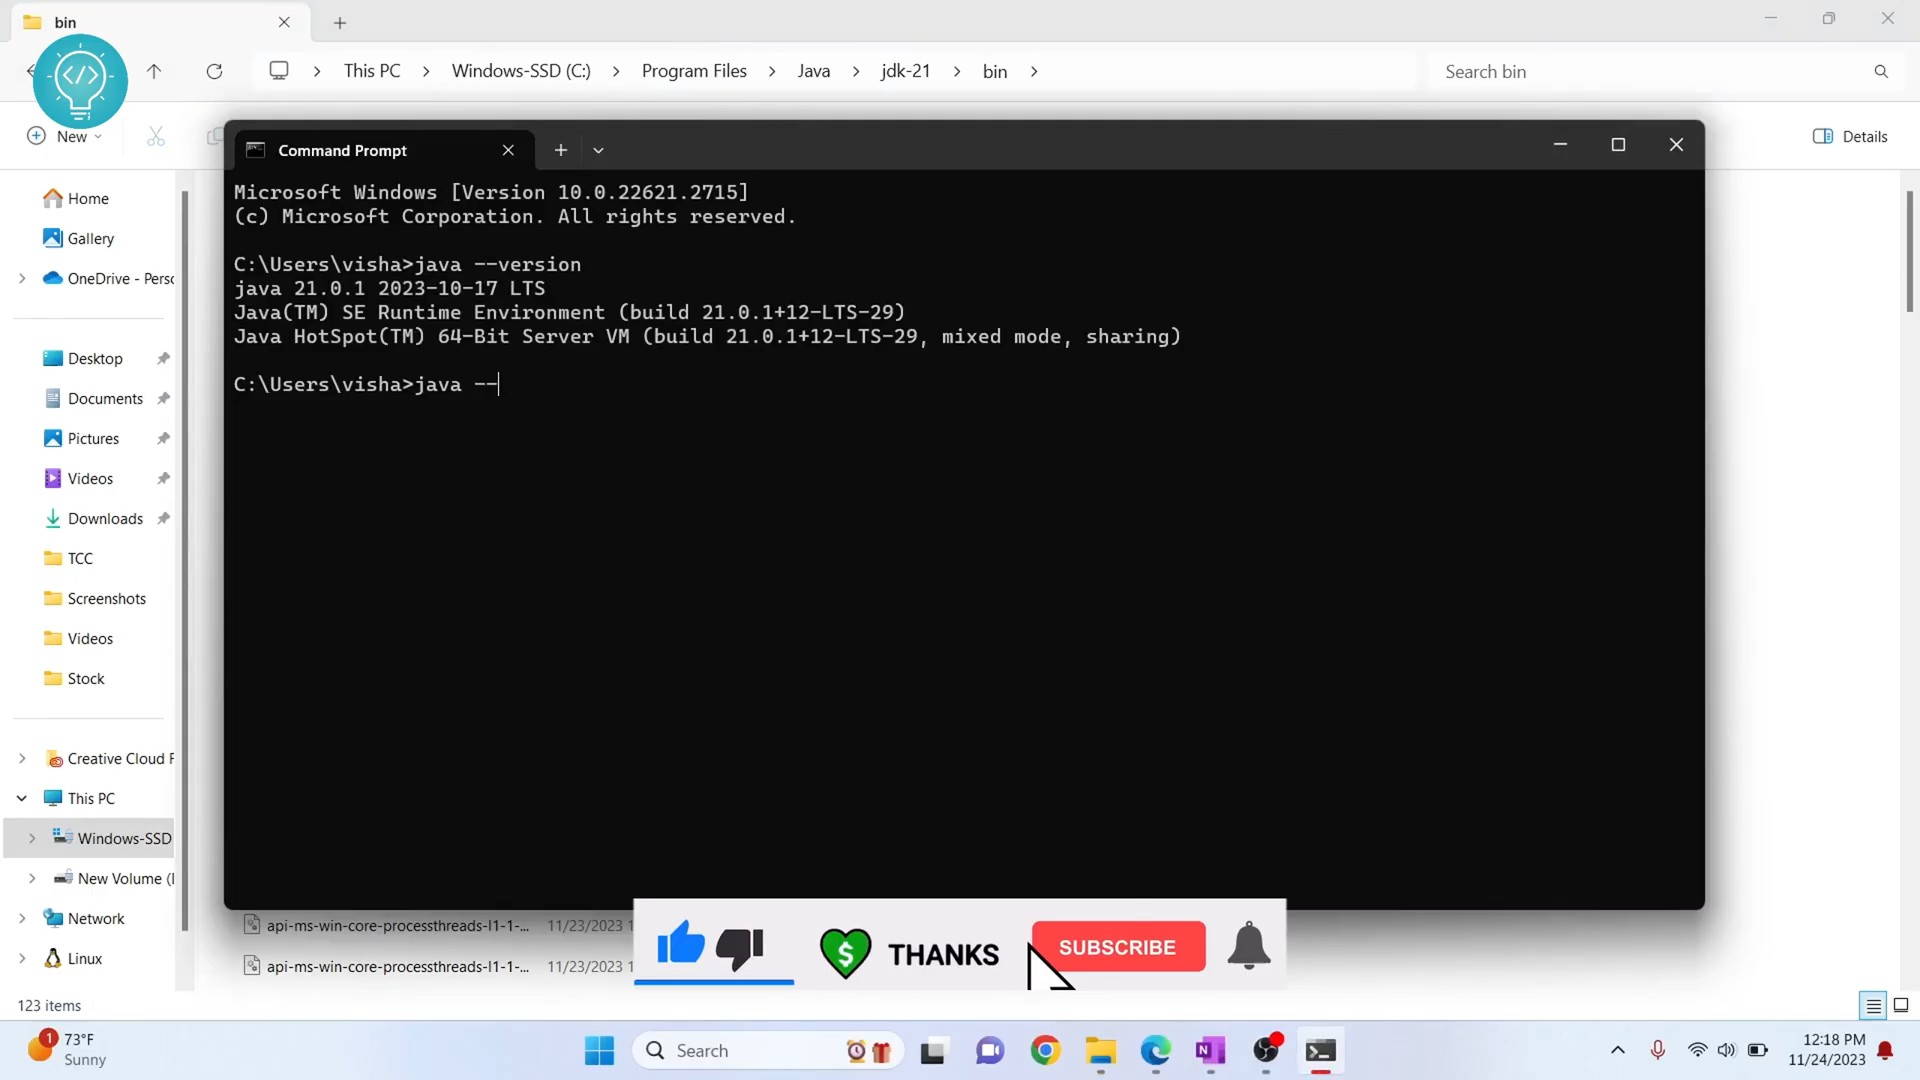 bin
This PC
Windows-SSD (C:)
Program Files
Java
jdk-21
bin
Search bin
New
Details
Command Prompt
Microsoft Windows [Version 10.0.22621.2715]
(c) Microsoft Corporation. All rights reserved.
C:\Users\visha>java --version
java 21.0.1 2023-10-17 LTS
Java(TM) SE Runtime Environment (build 21.0.1+12-LTS-29)
Java HotSpot(TM) 64-Bit Server VM (build 21.0.1+12-LTS-29, mixed mode, sharing)
C:\Users\visha>java --
Home
Gallery
OneDrive - Perso
Desktop
Documents
Pictures
Videos
Downloads
TCC
Screenshots
Videos
Stock
Creative Cloud F
This PC
Windows-SSD
New Volume (
Network
Linux
api-ms-win-core-processthreads-l1-1-... 11/23/2023 1
api-ms-win-core-processthreads-l1-1-... 11/23/2023 1
THANKS
SUBSCRIBE
123 items
1
73°F
Sunny
Search
12:18 PM
11/24/2023